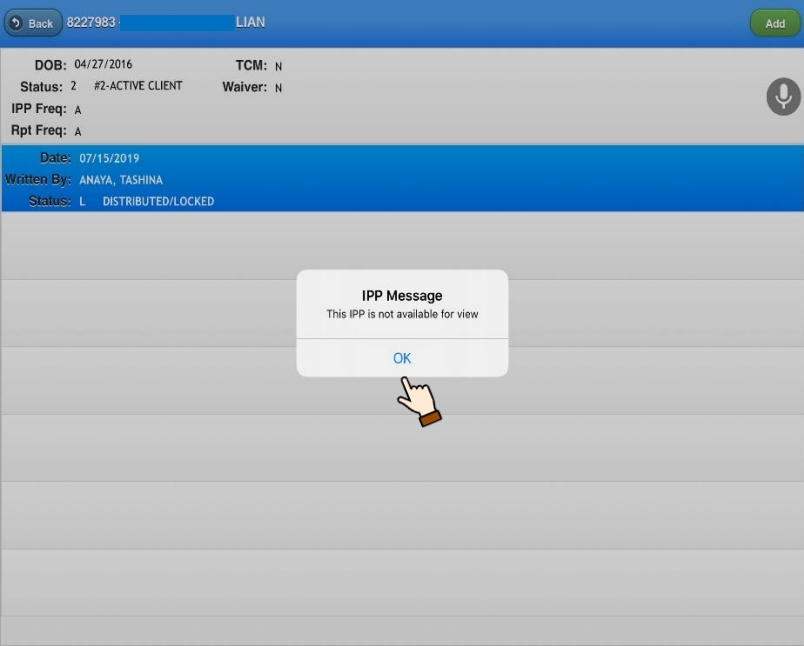 Back 8227983 - LIAN Add
DOB: 04/27/2016 TCM: N
Status: 2 #2-ACTIVE CLIENT Waiver: N
IPP Freq: A
Rpt Freq: A
Date: 07/15/2019
Written By: ANAYA, TASHINA
Status: L DISTRIBUTED/LOCKED
IPP Message
This IPP is not available for view
OK